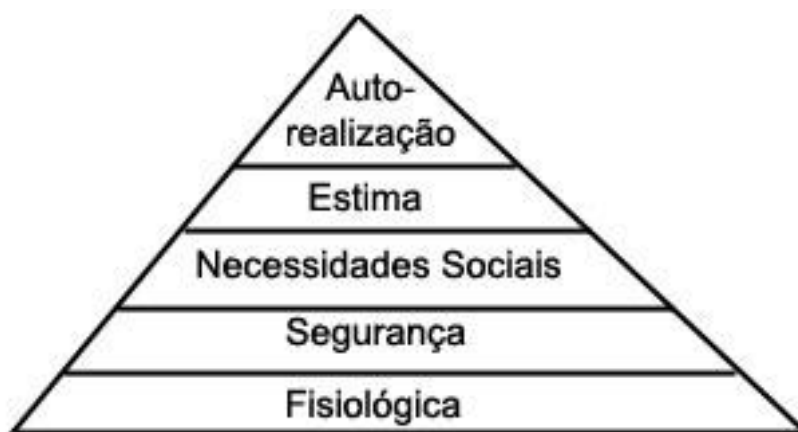 Auto-
realização
Estima
Necessidades Sociais
Segurança
Fisiológica